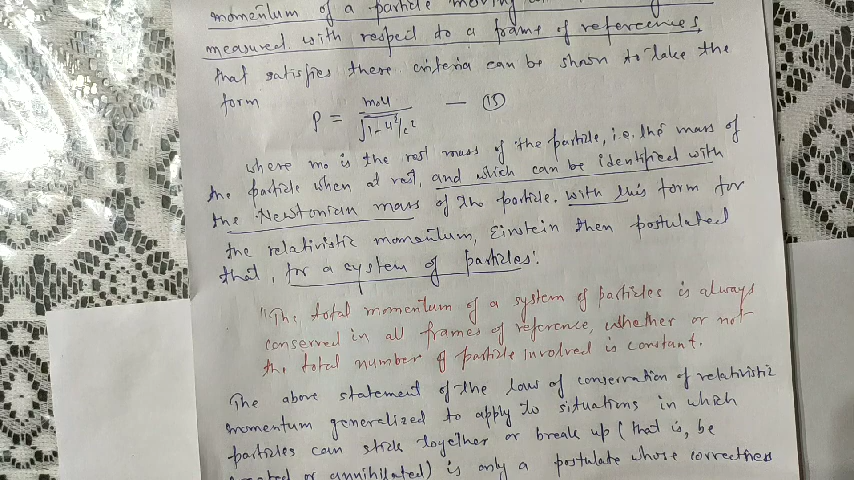 momentum of a particle moving
measured with respect to a frame of references,
that satisfies these criteria can be shown to take the
form P = m₀u / √1-u²/c² — (15)
where m₀ is the rest mass of the particle, i.e. the mass of
the particle when at rest, and which can be identified with
the Newtonian mass of the particle. With this form for
the relativistic momentum, Einstein then postulated
that, for a system of particles:
"The total momentum of a system of particles is always
conserved in all frames of reference, whether or not
the total number of particle involved is constant.
The above statement of the law of conservation of relativistic
momentum generalized to apply to situations in which
particles can stick together or break up (that is, be
created or annihilated) is only a postulate whose correctness